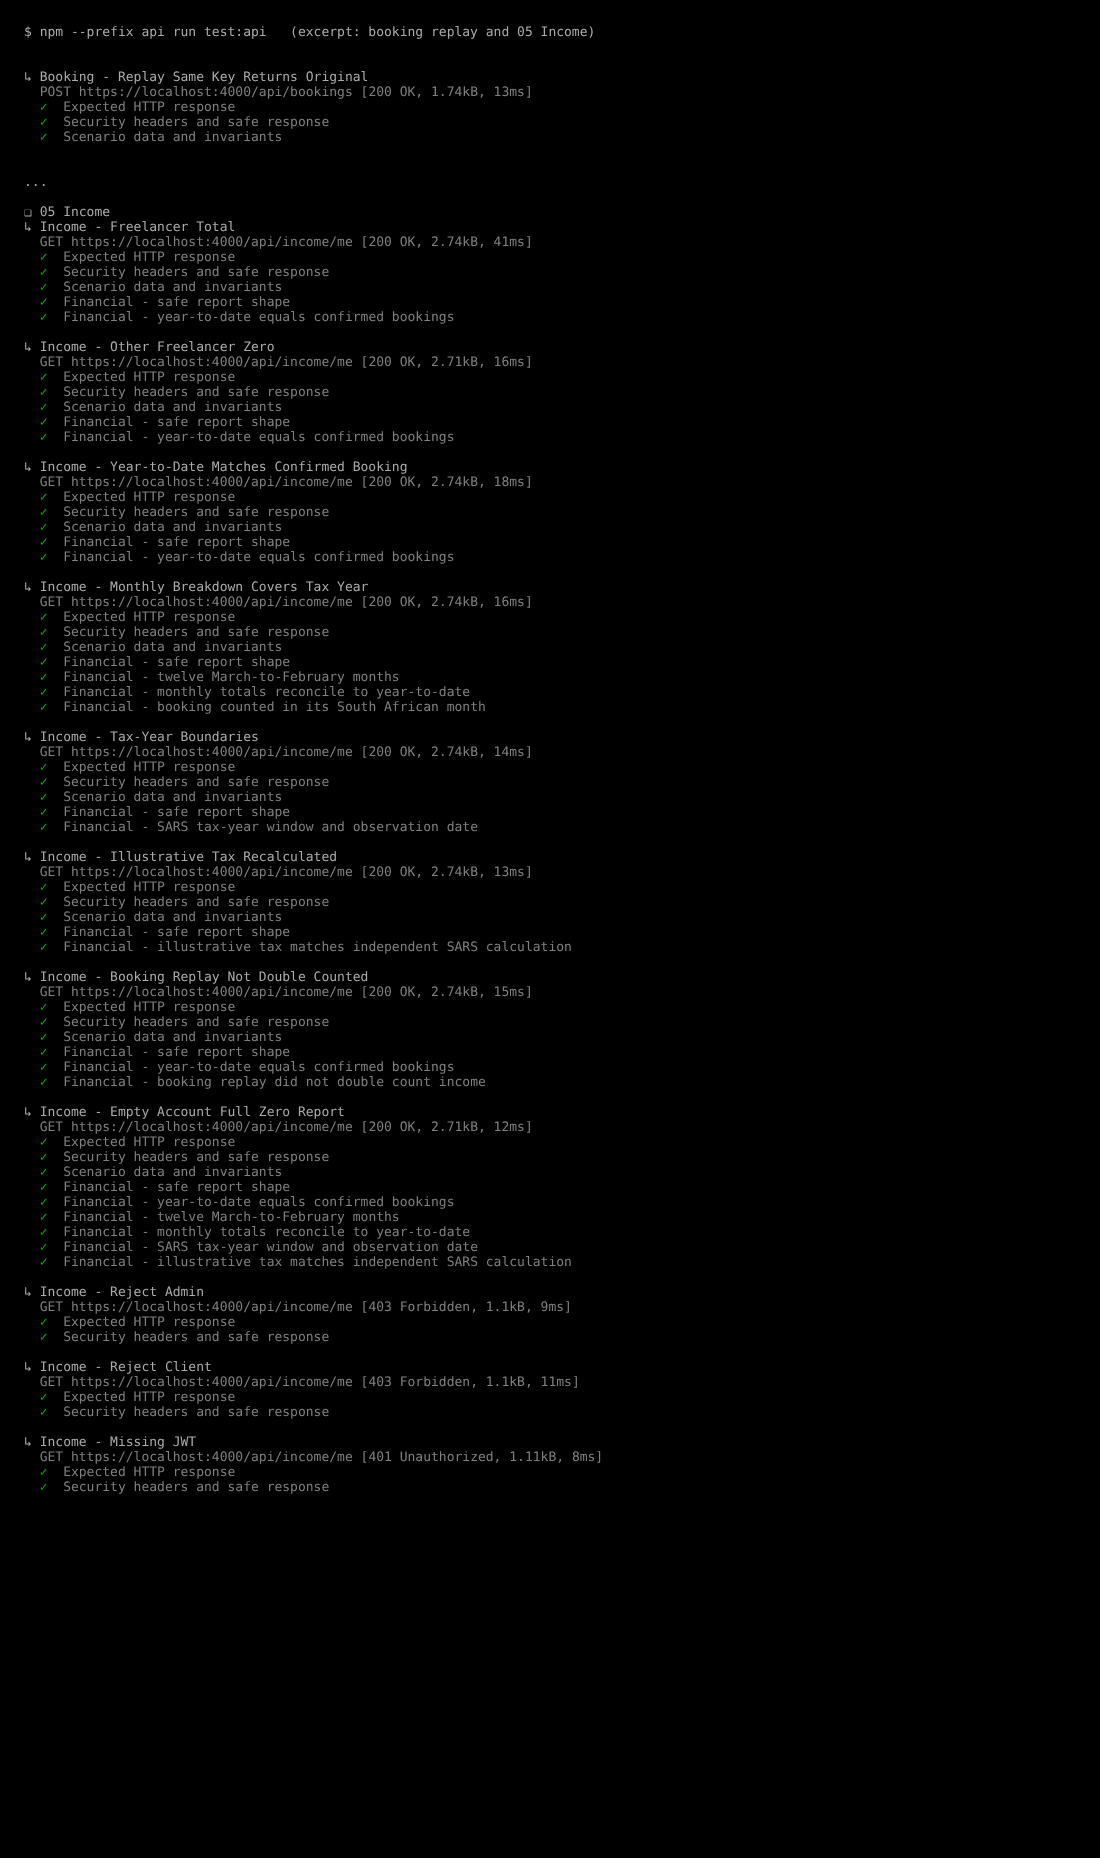 $ npm --prefix api run test:api   (excerpt: booking replay and 05 Income)
↳ Booking - Replay Same Key Returns Original
POST https://localhost:4000/api/bookings [200 OK, 1.74kB, 13ms]
✓ Expected HTTP response
✓ Security headers and safe response
✓ Scenario data and invariants
...
❏ 05 Income
↳ Income - Freelancer Total
GET https://localhost:4000/api/income/me [200 OK, 2.74kB, 41ms]
✓ Expected HTTP response
✓ Security headers and safe response
✓ Scenario data and invariants
✓ Financial - safe report shape
✓ Financial - year-to-date equals confirmed bookings
↳ Income - Other Freelancer Zero
GET https://localhost:4000/api/income/me [200 OK, 2.71kB, 16ms]
✓ Expected HTTP response
✓ Security headers and safe response
✓ Scenario data and invariants
✓ Financial - safe report shape
✓ Financial - year-to-date equals confirmed bookings
↳ Income - Year-to-Date Matches Confirmed Booking
GET https://localhost:4000/api/income/me [200 OK, 2.74kB, 18ms]
✓ Expected HTTP response
✓ Security headers and safe response
✓ Scenario data and invariants
✓ Financial - safe report shape
✓ Financial - year-to-date equals confirmed bookings
↳ Income - Monthly Breakdown Covers Tax Year
GET https://localhost:4000/api/income/me [200 OK, 2.74kB, 16ms]
✓ Expected HTTP response
✓ Security headers and safe response
✓ Scenario data and invariants
✓ Financial - safe report shape
✓ Financial - twelve March-to-February months
✓ Financial - monthly totals reconcile to year-to-date
✓ Financial - booking counted in its South African month
↳ Income - Tax-Year Boundaries
GET https://localhost:4000/api/income/me [200 OK, 2.74kB, 14ms]
✓ Expected HTTP response
✓ Security headers and safe response
✓ Scenario data and invariants
✓ Financial - safe report shape
✓ Financial - SARS tax-year window and observation date
↳ Income - Illustrative Tax Recalculated
GET https://localhost:4000/api/income/me [200 OK, 2.74kB, 13ms]
✓ Expected HTTP response
✓ Security headers and safe response
✓ Scenario data and invariants
✓ Financial - safe report shape
✓ Financial - illustrative tax matches independent SARS calculation
↳ Income - Booking Replay Not Double Counted
GET https://localhost:4000/api/income/me [200 OK, 2.74kB, 15ms]
✓ Expected HTTP response
✓ Security headers and safe response
✓ Scenario data and invariants
✓ Financial - safe report shape
✓ Financial - year-to-date equals confirmed bookings
✓ Financial - booking replay did not double count income
↳ Income - Empty Account Full Zero Report
GET https://localhost:4000/api/income/me [200 OK, 2.71kB, 12ms]
✓ Expected HTTP response
✓ Security headers and safe response
✓ Scenario data and invariants
✓ Financial - safe report shape
✓ Financial - year-to-date equals confirmed bookings
✓ Financial - twelve March-to-February months
✓ Financial - monthly totals reconcile to year-to-date
✓ Financial - SARS tax-year window and observation date
✓ Financial - illustrative tax matches independent SARS calculation
↳ Income - Reject Admin
GET https://localhost:4000/api/income/me [403 Forbidden, 1.1kB, 9ms]
✓ Expected HTTP response
✓ Security headers and safe response
↳ Income - Reject Client
GET https://localhost:4000/api/income/me [403 Forbidden, 1.1kB, 11ms]
✓ Expected HTTP response
✓ Security headers and safe response
↳ Income - Missing JWT
GET https://localhost:4000/api/income/me [401 Unauthorized, 1.11kB, 8ms]
✓ Expected HTTP response
✓ Security headers and safe response